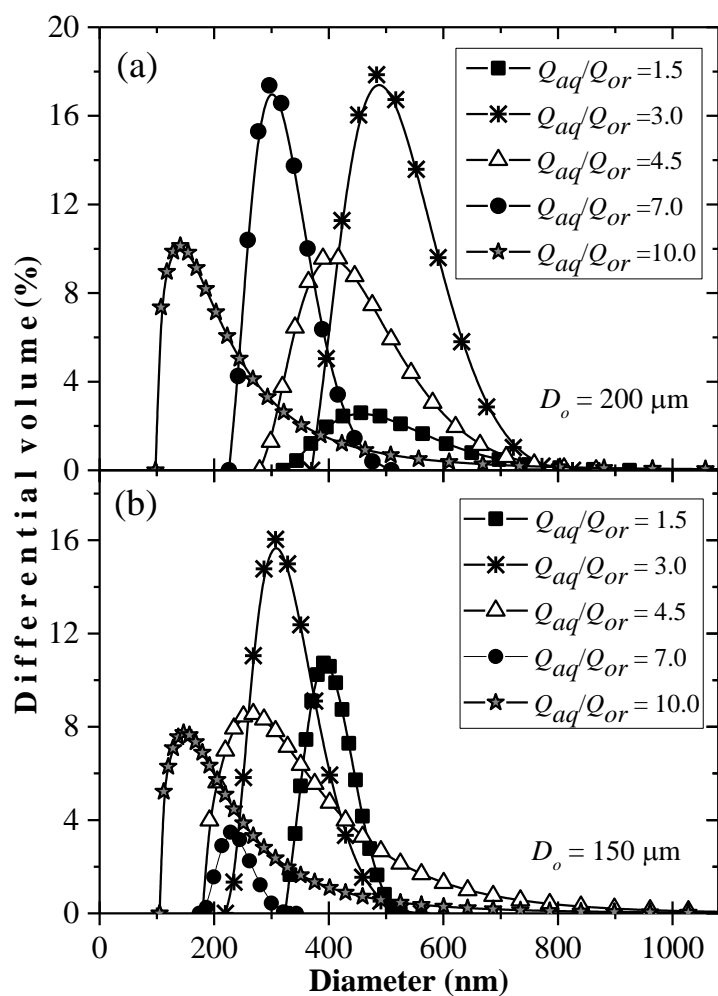 (a)
20
16
12
8
4
0
Q_aq/Q_or =1.5
Q_aq/Q_or =3.0
Q_aq/Q_or =4.5
Q_aq/Q_or =7.0
Q_aq/Q_or =10.0
D_o = 200 μm
Differential volume (%)
(b)
16
12
8
4
0
Q_aq/Q_or = 1.5
Q_aq/Q_or = 3.0
Q_aq/Q_or = 4.5
Q_aq/Q_or = 7.0
Q_aq/Q_or = 10.0
D_o = 150 μm
0 200 400 600 800 1000
Diameter (nm)